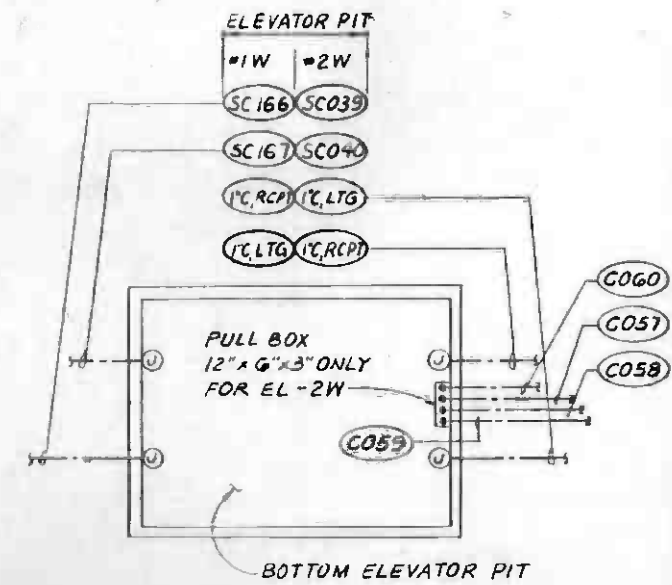 ELEVATOR PIT
#1W #2W
SC166 SC039
SC167 SC040
1"C, RCPT 1"C, LTG
1"C, LTG 1"C, RCPT
C060
C057
C058
PULL BOX
12" x 6" x 3" ONLY
FOR EL-2W
C059
J J
J J
BOTTOM ELEVATOR PIT